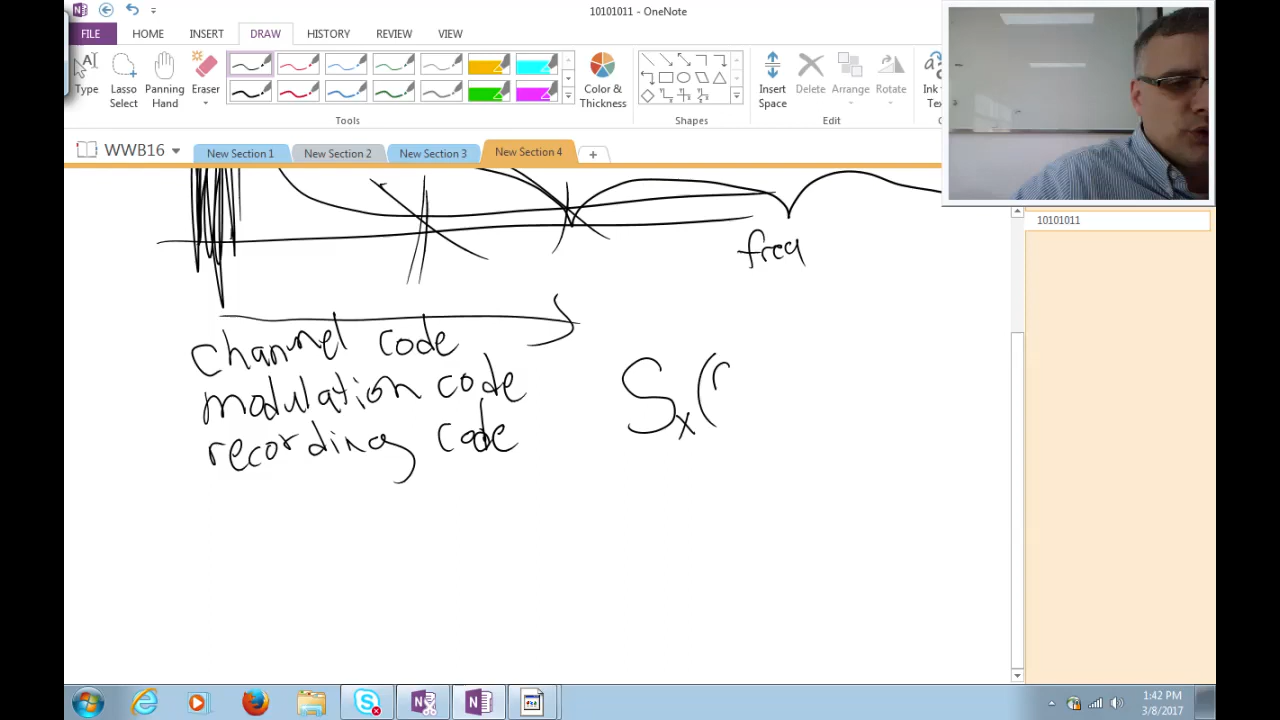 10101011 - OneNote
FILE HOME INSERT DRAW HISTORY REVIEW VIEW
Type
Lasso Select
Panning Hand
Eraser
Color & Thickness
Insert Space
Delete
Arrange
Rotate
Ink to
Tools
Shapes
Edit
WWB16
New Section 1
New Section 2
New Section 3
New Section 4
10101011
freq
channel code
modulation code
recording code
Sx(
1:42 PM
3/8/2017